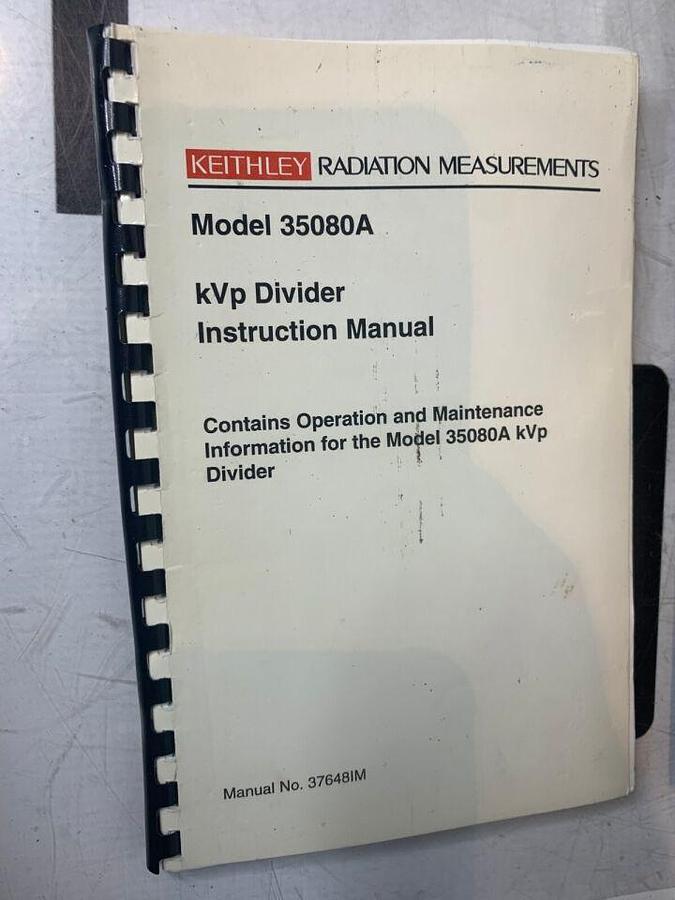 KEITHLEY RADIATION MEASUREMENTS
Model 35080A
kVp Divider
Instruction Manual
Contains Operation and Maintenance
Information for the Model 35080A kVp
Divider
Manual No. 37648IM